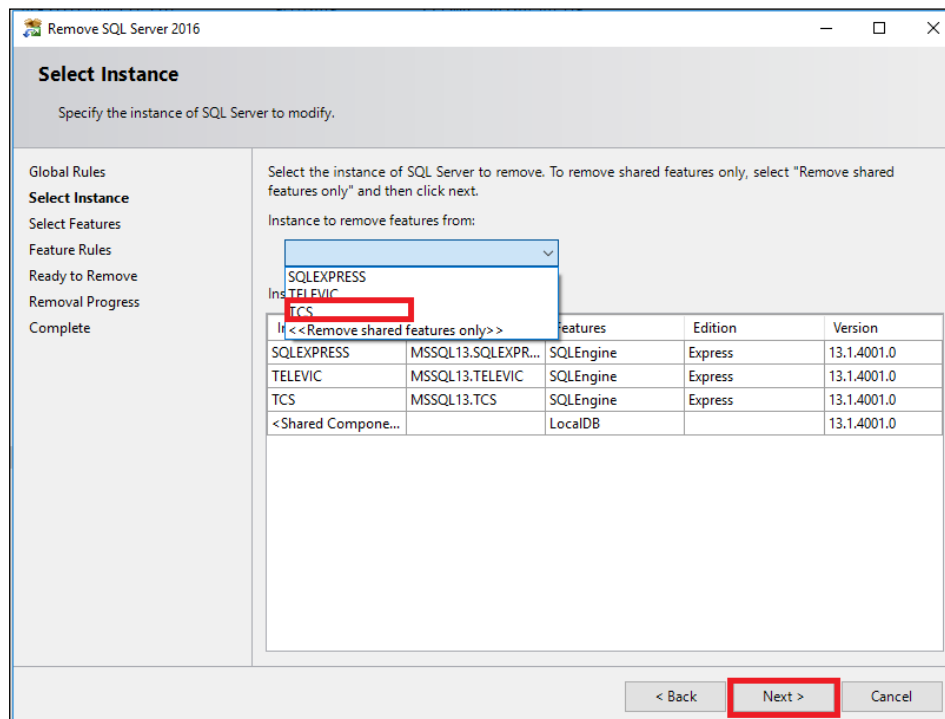 Remove SQL Server 2016
Select Instance
Specify the instance of SQL Server to modify.
Global Rules
Select Instance
Select Features
Feature Rules
Ready to Remove
Removal Progress
Complete
Select the instance of SQL Server to remove. To remove shared features only, select "Remove shared
features only" and then click next.
Instance to remove features from:
SQLEXPRESS
TELEVIC
TCS
<<Remove shared features only>>
Features Edition Version
SQLEXPRESS MSSQL13.SQLEXPR... SQLEngine Express 13.1.4001.0
TELEVIC MSSQL13.TELEVIC SQLEngine Express 13.1.4001.0
TCS MSSQL13.TCS SQLEngine Express 13.1.4001.0
<Shared Compone... LocalDB 13.1.4001.0
< Back Next > Cancel